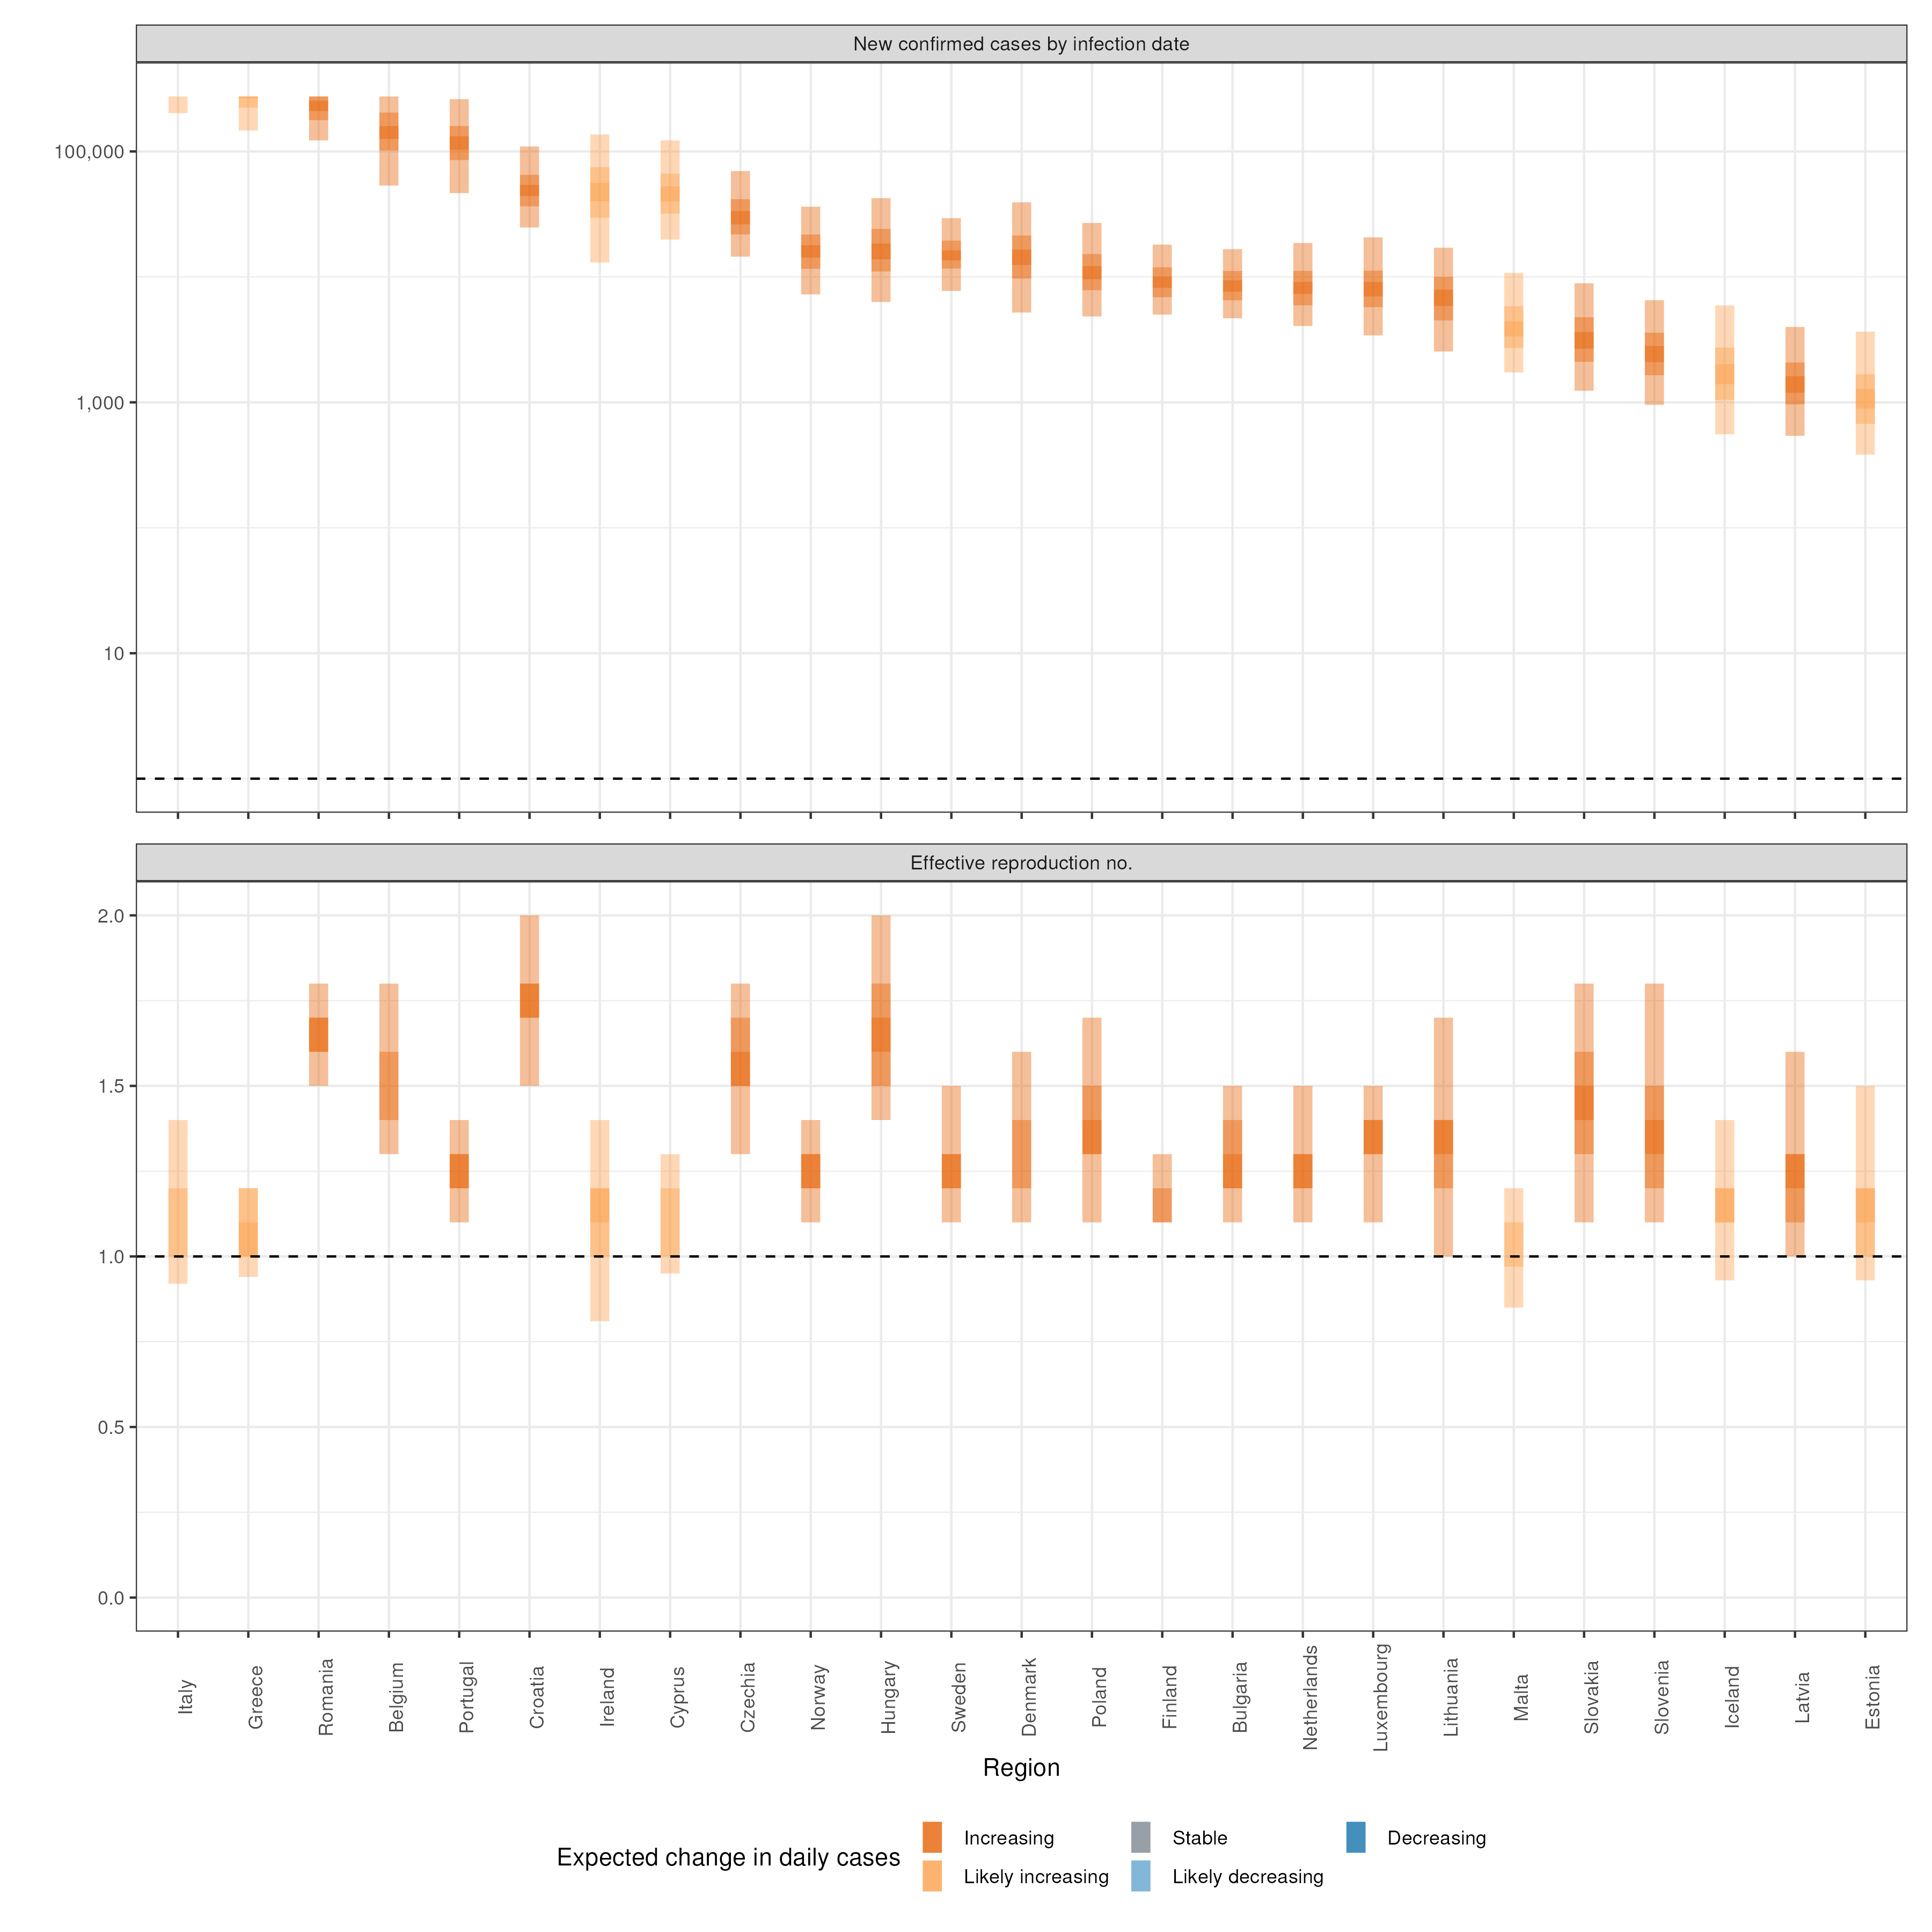 New confirmed cases by infection date
100,000
1,000
10
Effective reproduction no.
2.0
1.5
1.0
0.5
0.0
Italy
Greece
Romania
Belgium
Portugal
Croatia
Ireland
Cyprus
Czechia
Norway
Hungary
Sweden
Denmark
Poland
Finland
Bulgaria
Netherlands
Luxembourg
Lithuania
Malta
Slovakia
Slovenia
Iceland
Latvia
Estonia
Region
Expected change in daily cases
Increasing
Likely increasing
Stable
Likely decreasing
Decreasing